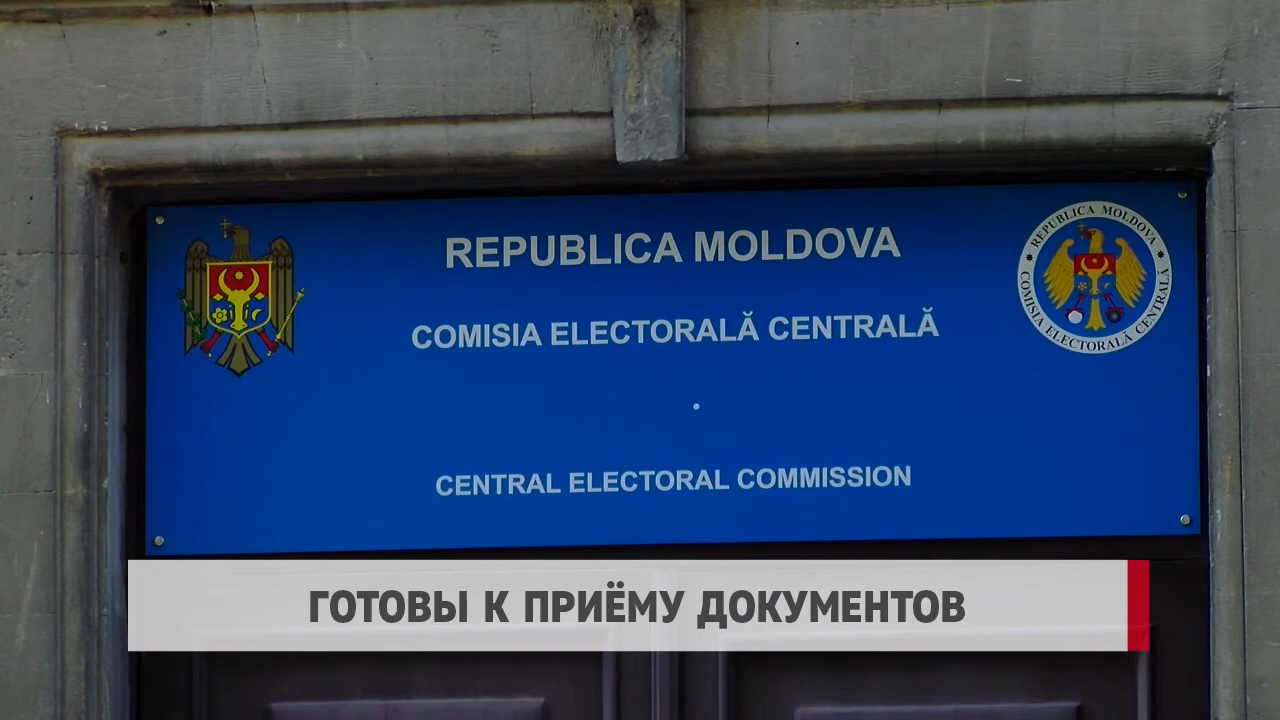 REPUBLICA MOLDOVA
COMISIA ELECTORALĂ CENTRALĂ
CENTRAL ELECTORAL COMMISSION
REPUBLICA MOLDOVA
COMISIA ELECTORALĂ CENTRALĂ
ГОТОВЫ К ПРИЁМУ ДОКУМЕНТОВ